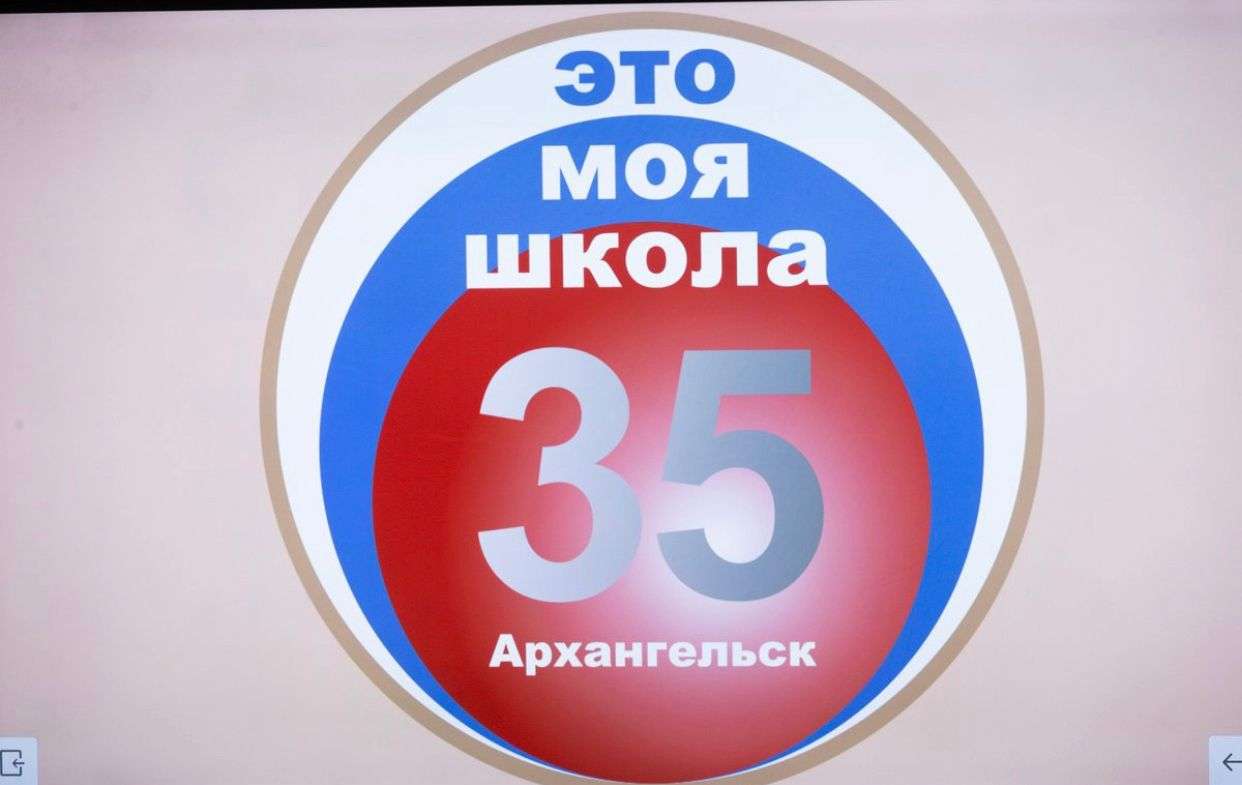 это
моя
школа
35
Архангельск